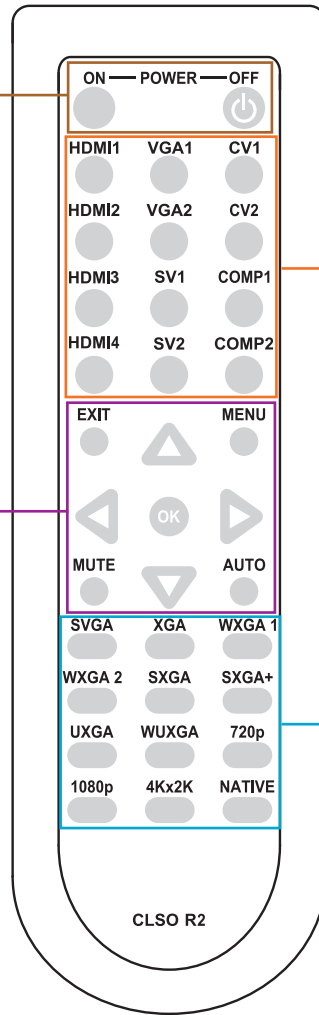 ON POWER OFF
HDMI1 VGA1 CV1
HDMI2 VGA2 CV2
HDMI3 SV1 COMP1
HDMI4 SV2 COMP2
EXIT MENU
OK
MUTE AUTO
SVGA XGA WXGA 1
WXGA 2 SXGA SXGA+
UXGA WUXGA 720p
1080p 4Kx2K NATIVE
CLSO R2